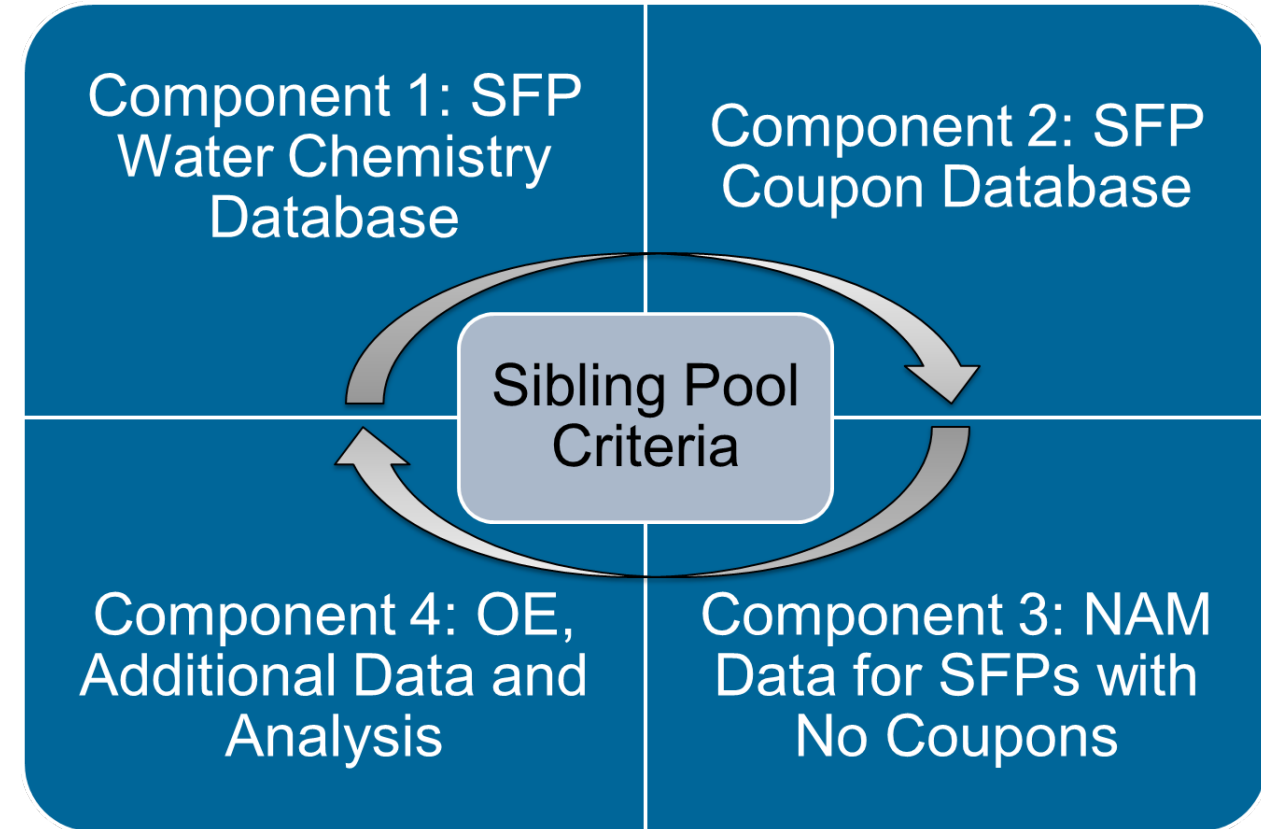 Component 1: SFP
Water Chemistry
Database
Component 2: SFP
Coupon Database
Sibling Pool
Criteria
Component 4: OE,
Additional Data and
Analysis
Component 3: NAM
Data for SFPs with
No Coupons